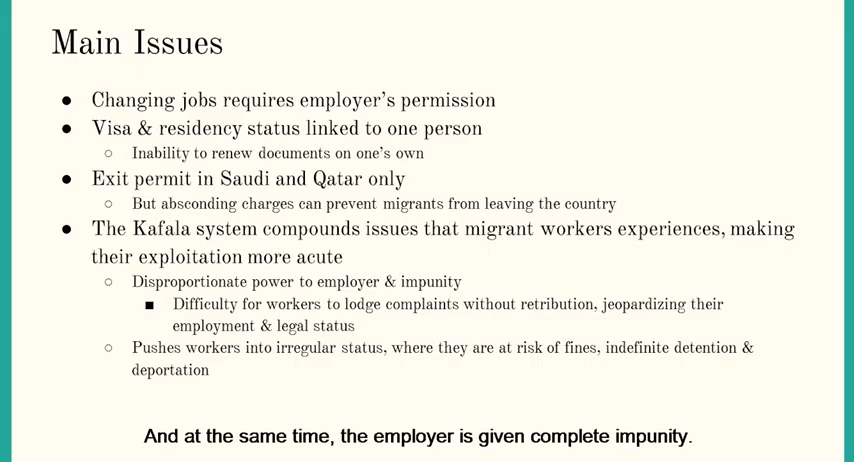 Main Issues
● Changing jobs requires employer's permission
● Visa & residency status linked to one person
○ Inability to renew documents on one's own
● Exit permit in Saudi and Qatar only
○ But absconding charges can prevent migrants from leaving the country
● The Kafala system compounds issues that migrant workers experiences, making
their exploitation more acute
○ Disproportionate power to employer & impunity
■ Difficulty for workers to lodge complaints without retribution, jeopardizing their
employment & legal status
○ Pushes workers into irregular status, where they are at risk of fines, indefinite detention &
deportation
And at the same time, the employer is given complete impunity.